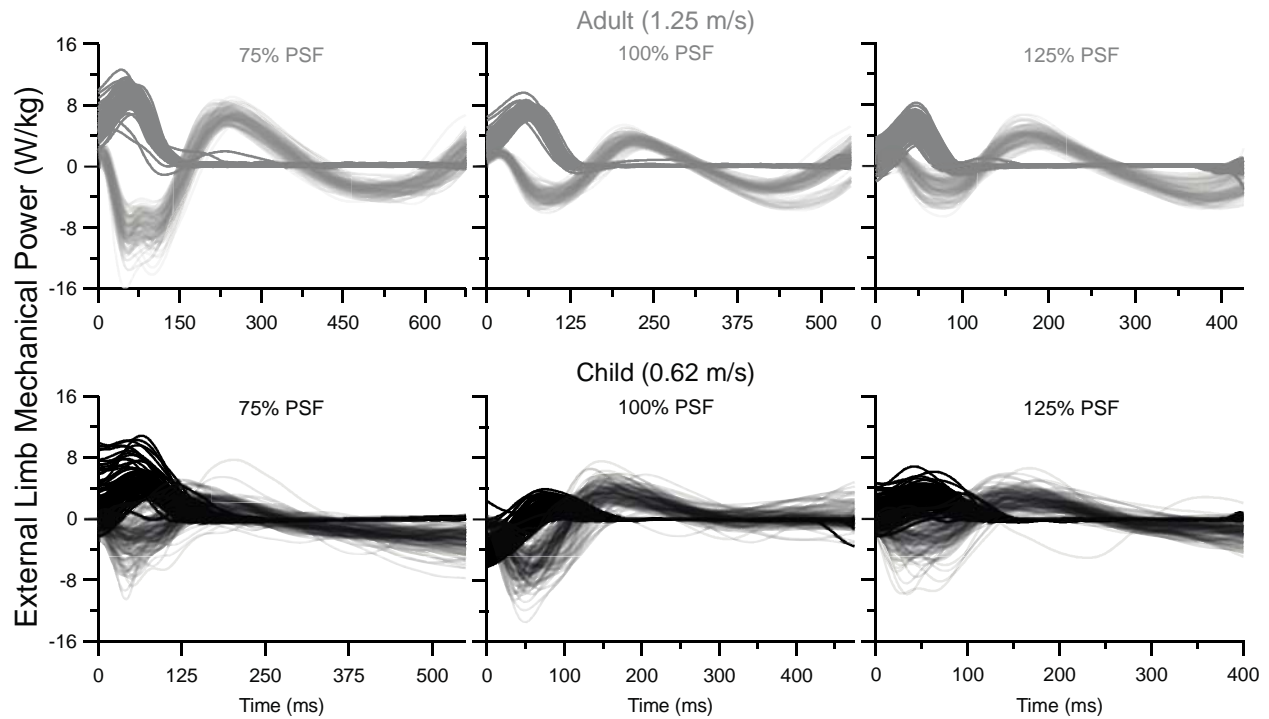 Adult (1.25 m/s)
External Limb Mechanical Power (W/kg)
75% PSF
100% PSF
125% PSF
16
8
0
-8
-16
0 150 300 450 600
0 125 250 375 500
0 100 200 300 400
Child (0.62 m/s)
75% PSF
100% PSF
125% PSF
16
8
0
-8
-16
0 125 250 375 500
0 100 200 300 400
0 100 200 300 400
Time (ms)
Time (ms)
Time (ms)